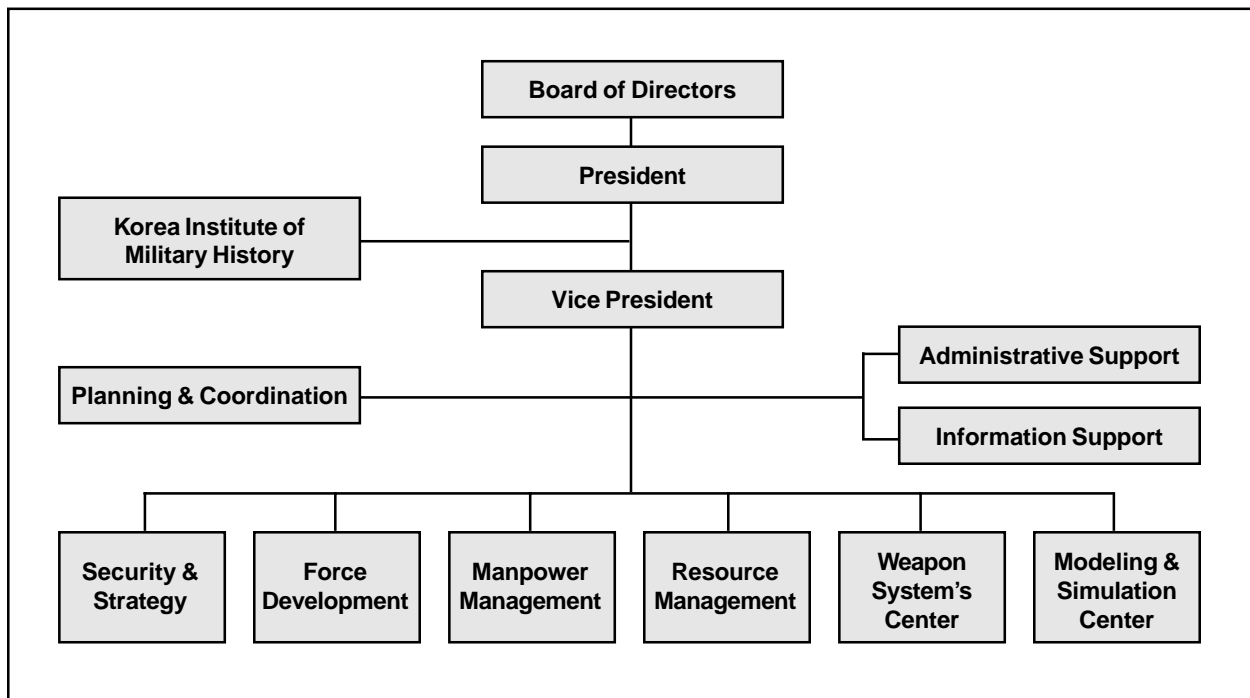 Board of Directors
President
Korea Institute of
Military History
Vice President
Administrative Support
Planning & Coordination
Information Support
Security &
Strategy
Force
Development
Manpower
Management
Resource
Management
Weapon
System's
Center
Modeling &
Simulation
Center